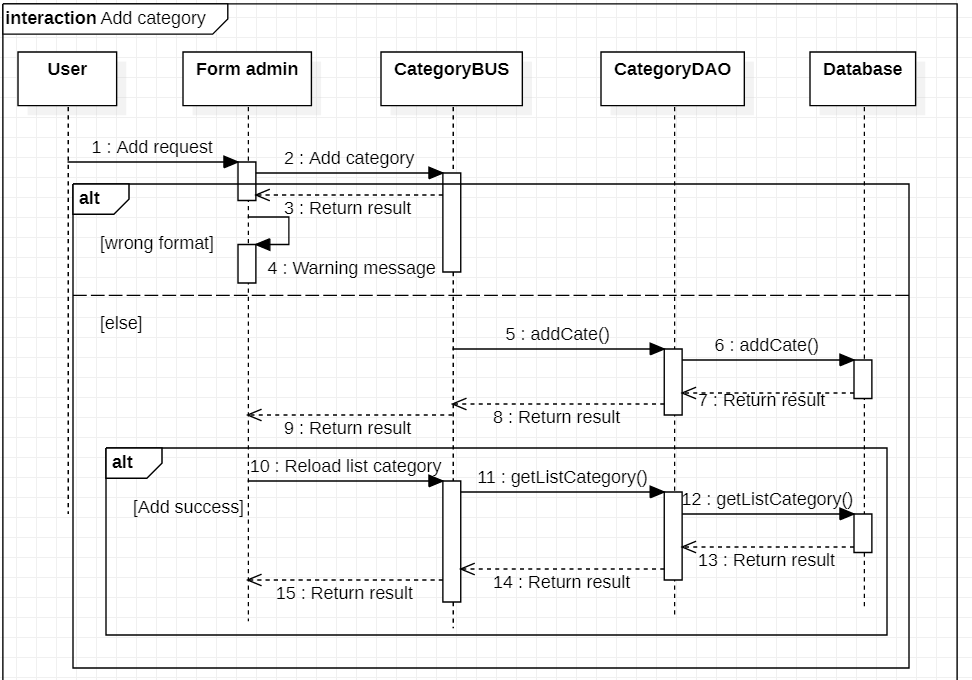 interaction Add category
User
Form admin
CategoryBUS
CategoryDAO
Database
1 : Add request
2 : Add category
alt
3 : Return result
[wrong format]
4 : Warning message
[else]
5 : addCate()
6 : addCate()
7 : Return result
8 : Return result
9 : Return result
alt
10 : Reload list category
11 : getListCategory()
12 : getListCategory()
[Add success]
13 : Return result
14 : Return result
15 : Return result